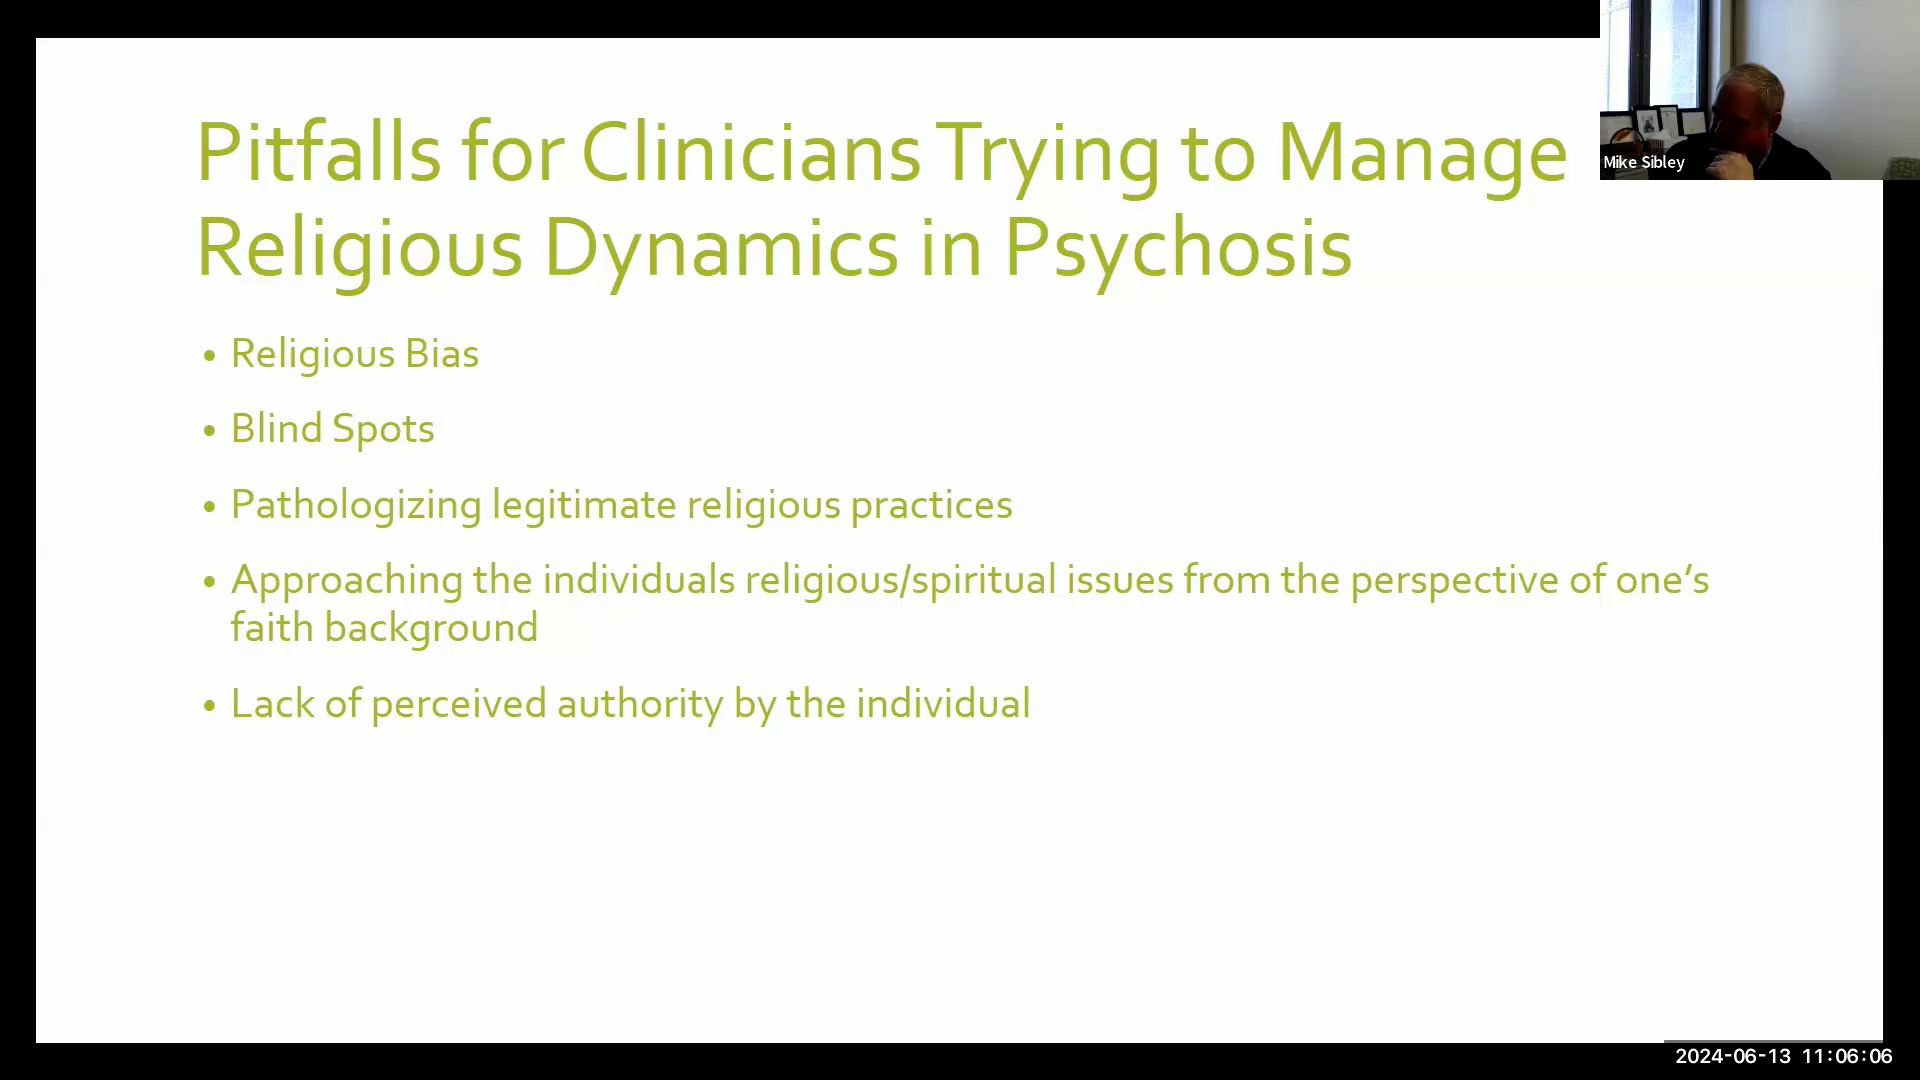 Pitfalls for Clinicians Trying to Manage
Religious Dynamics in Psychosis
Mike Sibley
• Religious Bias
• Blind Spots
• Pathologizing legitimate religious practices
• Approaching the individuals religious/spiritual issues from the perspective of one’s
faith background
• Lack of perceived authority by the individual
2024-06-13 11:06:06